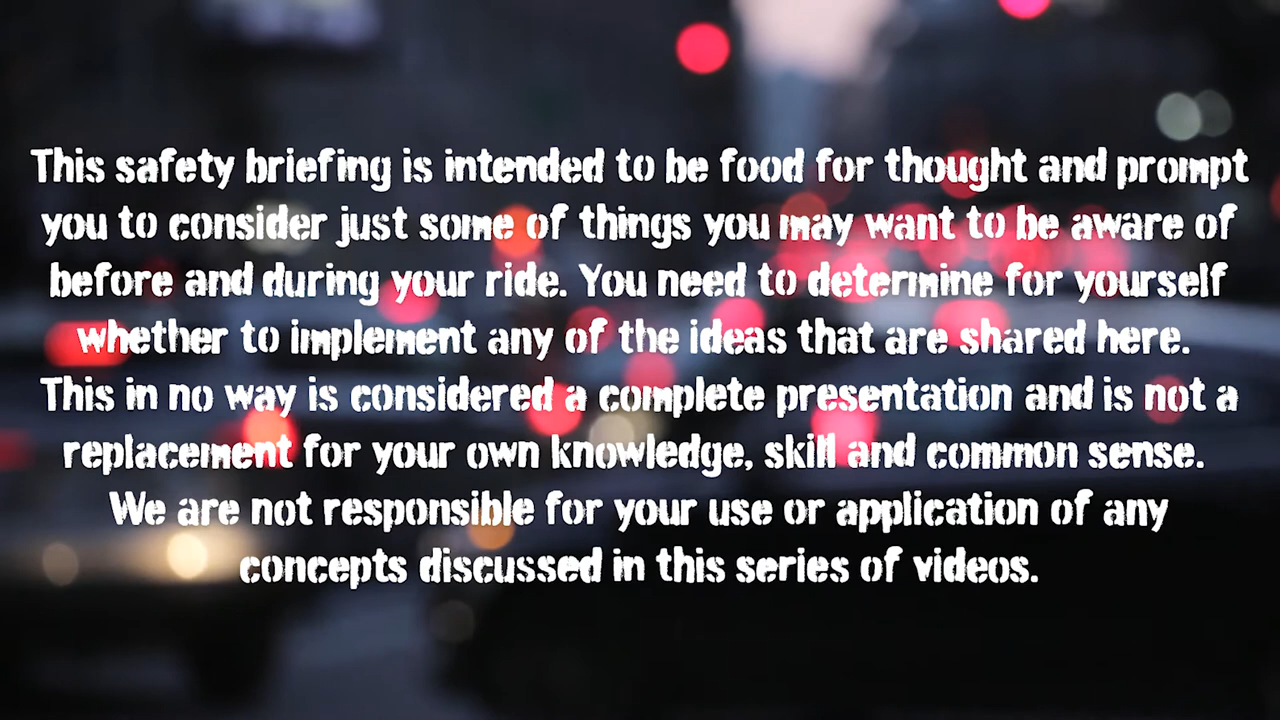 This safety briefing is intended to be food for thought and prompt
you to consider just some of things you may want to be aware of
before and during your ride. You need to determine for yourself
whether to implement any of the ideas that are shared here.
This in no way is considered a complete presentation and is not a
replacement for your own knowledge, skill and common sense.
We are not responsible for your use or application of any
concepts discussed in this series of videos.